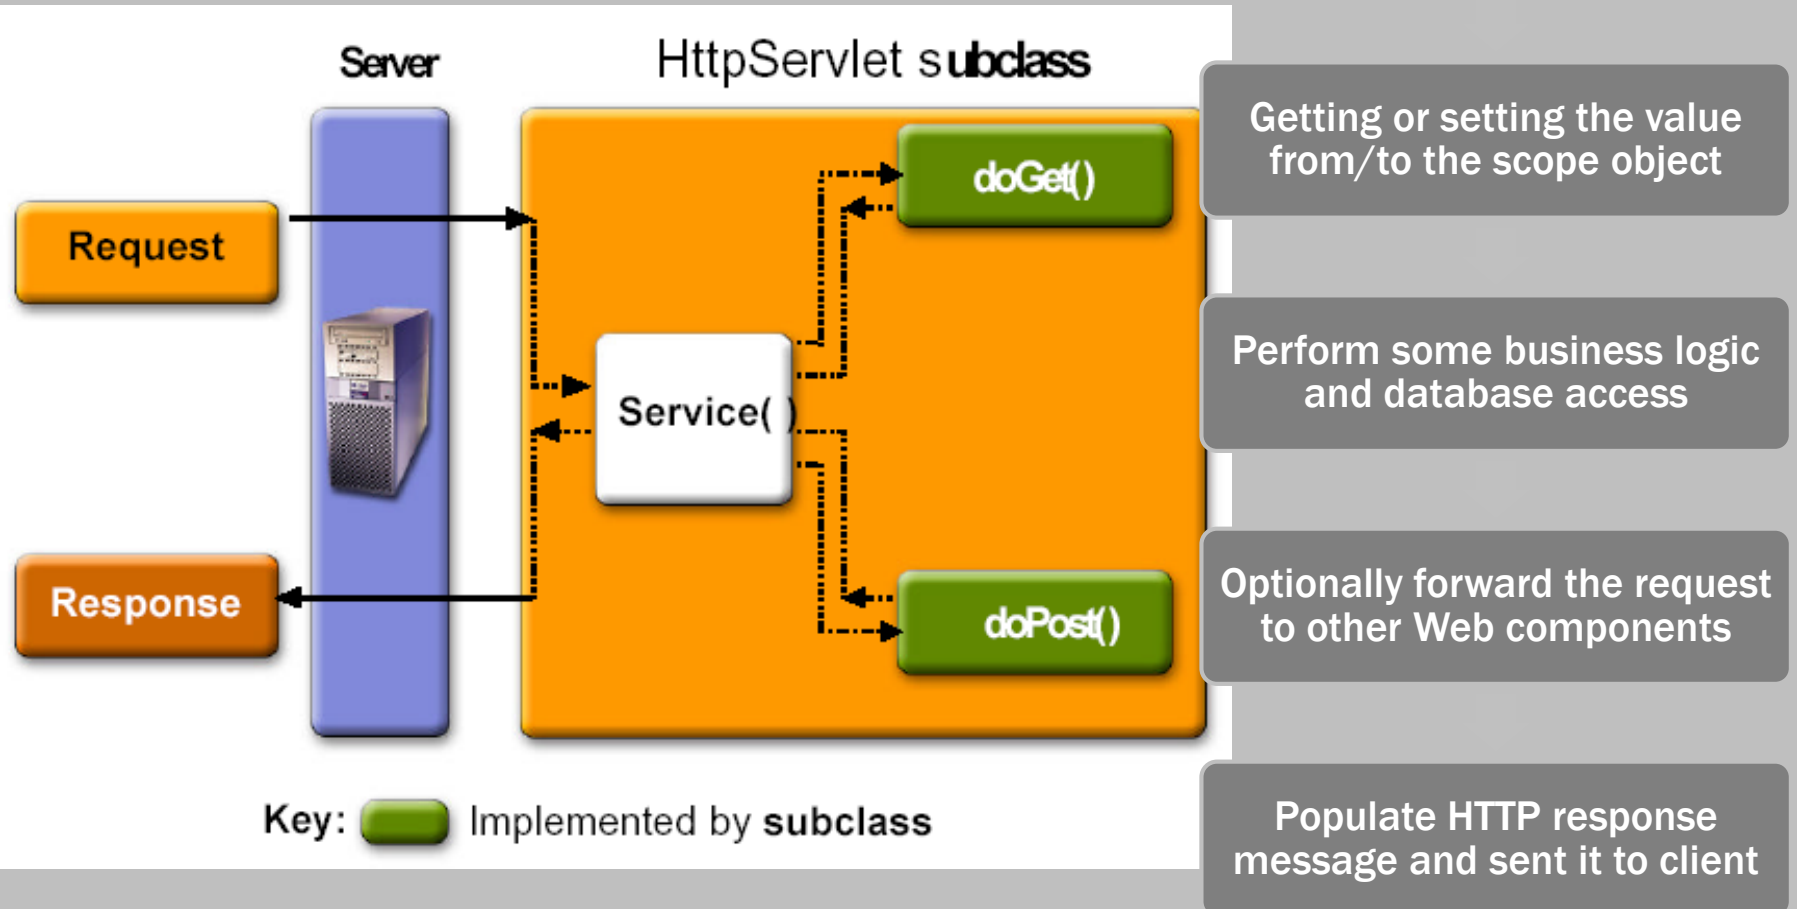 Server
HttpServlet subclass
Request
Response
Service( )
doGet()
doPost()
Key:
Implemented by subclass
Getting or setting the value
from/to the scope object
Perform some business logic
and database access
Optionally forward the request
to other Web components
Populate HTTP response
message and sent it to client